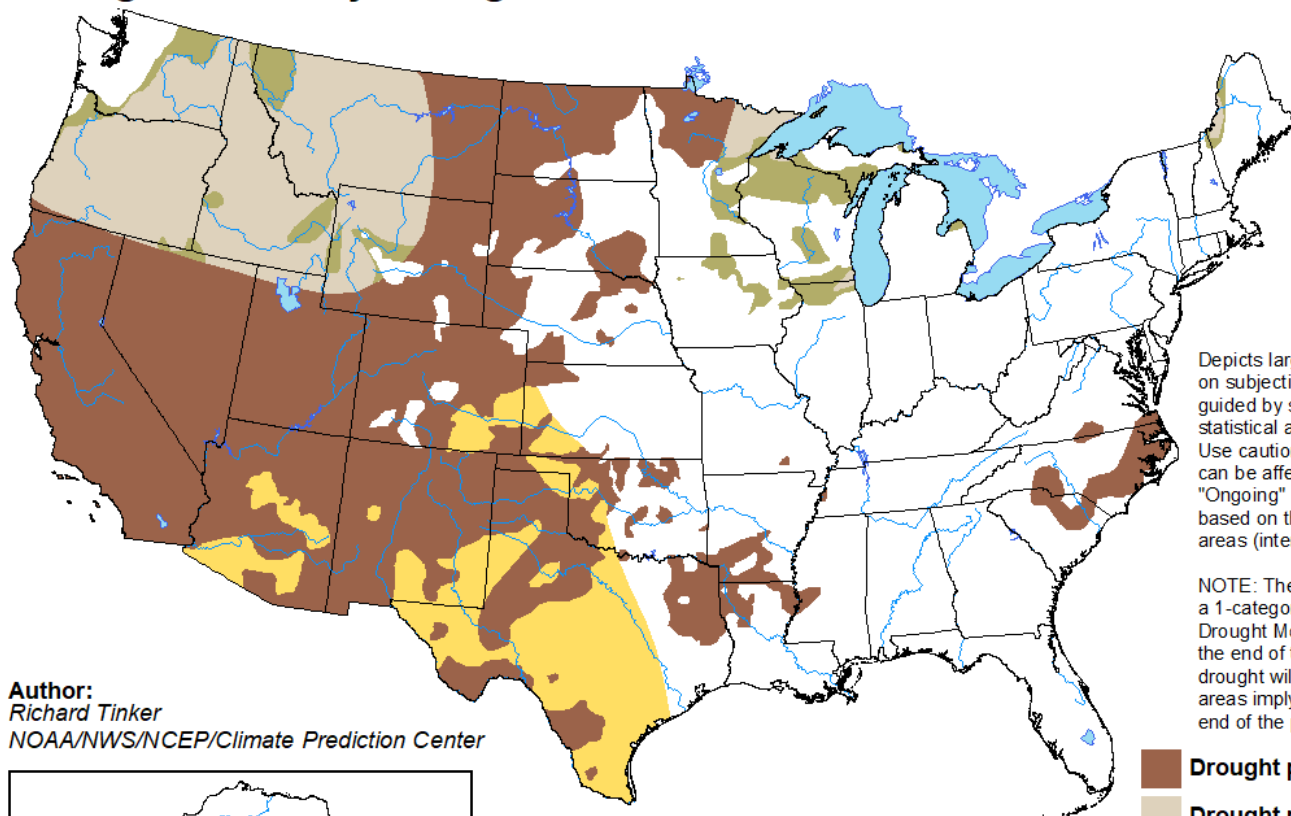 Depicts lar
on subjecti
guided by s
statistical a
Use caution
can be affe
"Ongoing"
based on th
areas (inte
NOTE: The
a 1-catego
Drought Mo
the end of
drought wil
areas imply
end of the
Author:
Richard Tinker
NOAA/NWS/NCEP/Climate Prediction Center
Drought
Drought